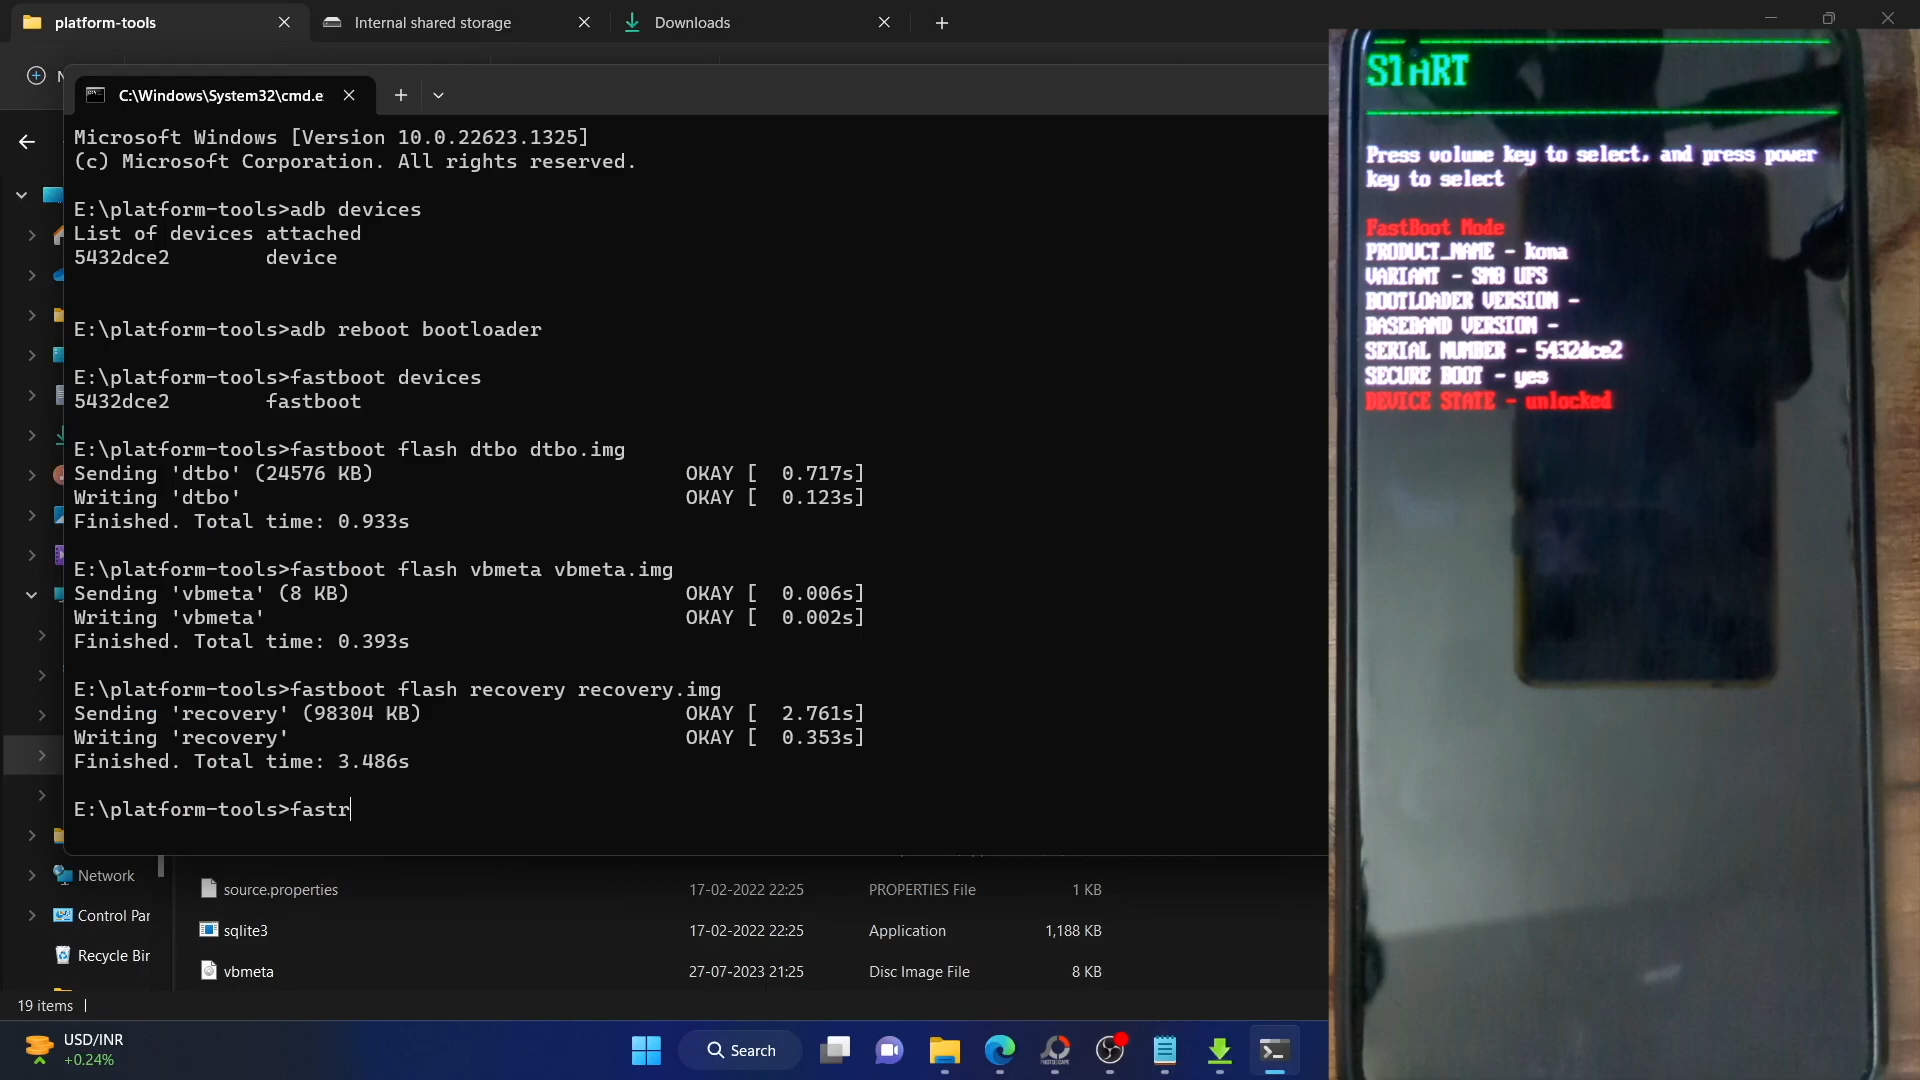 platform-tools
Internal shared storage
Downloads
N
C:\Windows\System32\cmd.e
Microsoft Windows [Version 10.0.22623.1325]
(c) Microsoft Corporation. All rights reserved.
E:\platform-tools>adb devices
List of devices attached
5432dce2 device
E:\platform-tools>adb reboot bootloader
E:\platform-tools>fastboot devices
5432dce2 fastboot
E:\platform-tools>fastboot flash dtbo dtbo.img
Sending 'dtbo' (24576 KB) OKAY [ 0.717s]
Writing 'dtbo' OKAY [ 0.123s]
Finished. Total time: 0.933s
E:\platform-tools>fastboot flash vbmeta vbmeta.img
Sending 'vbmeta' (8 KB) OKAY [ 0.006s]
Writing 'vbmeta' OKAY [ 0.002s]
Finished. Total time: 0.393s
E:\platform-tools>fastboot flash recovery recovery.img
Sending 'recovery' (98304 KB) OKAY [ 2.761s]
Writing 'recovery' OKAY [ 0.353s]
Finished. Total time: 3.486s
E:\platform-tools>fastr
Network
Control Par
Recycle Bir
source.properties 17-02-2022 22:25 PROPERTIES File 1 KB
sqlite3 17-02-2022 22:25 Application 1,188 KB
vbmeta 27-07-2023 21:25 Disc Image File 8 KB
19 items
USD/INR
+0.24%
Search
START
Press volume key to select, and press power
key to select
FastBoot Mode
PRODUCT_NAME - kona
VARIANT - SM8 UFS
BOOTLOADER VERSION -
BASEBAND VERSION -
SERIAL NUMBER - 5432dce2
SECURE BOOT - yes
DEVICE STATE - unlocked